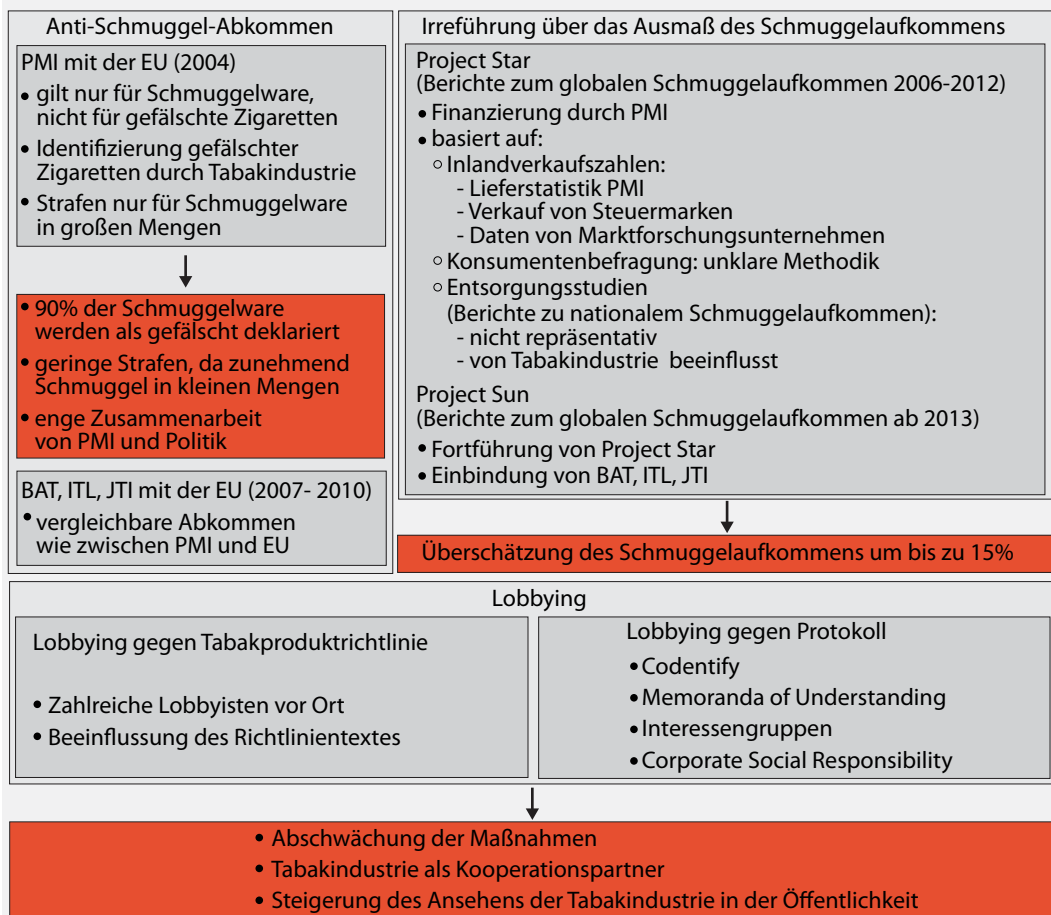 Anti-Schmuggel-Abkommen
PMI mit der EU (2004)
• gilt nur für Schmuggelware,
nicht für gefälschte Zigaretten
• Identifizierung gefälschter
Zigaretten durch Tabakindustrie
• Strafen nur für Schmuggelware
in großen Mengen
• 90% der Schmuggelware
werden als gefälscht deklariert
• geringe Strafen, da zunehmend
Schmuggel in kleinen Mengen
• enge Zusammenarbeit
von PMI und Politik
BAT, ITL, JTI mit der EU (2007- 2010)
• vergleichbare Abkommen
wie zwischen PMI und EU
Irreführung über das Ausmaß des Schmuggelaufkommens
Project Star
(Berichte zum globalen Schmuggelaufkommen 2006-2012)
• Finanzierung durch PMI
• basiert auf:
○ Inlandverkaufszahlen:
- Lieferstatistik PMI
- Verkauf von Steuermarken
- Daten von Marktforschungsunternehmen
○ Konsumentenbefragung: unklare Methodik
○ Entsorgungsstudien
(Berichte zu nationalem Schmuggelaufkommen):
- nicht repräsentativ
- von Tabakindustrie beeinflusst
Project Sun
(Berichte zum globalen Schmuggelaufkommen ab 2013)
• Fortführung von Project Star
• Einbindung von BAT, ITL, JTI
Überschätzung des Schmuggelaufkommens um bis zu 15%
Lobbying
Lobbying gegen Tabakproduktrichtlinie
• Zahlreiche Lobbyisten vor Ort
• Beeinflussung des Richtlinientextes
Lobbying gegen Protokoll
• Codentify
• Memoranda of Understanding
• Interessengruppen
• Corporate Social Responsibility
• Abschwächung der Maßnahmen
• Tabakindustrie als Kooperationspartner
• Steigerung des Ansehens der Tabakindustrie in der Öffentlichkeit